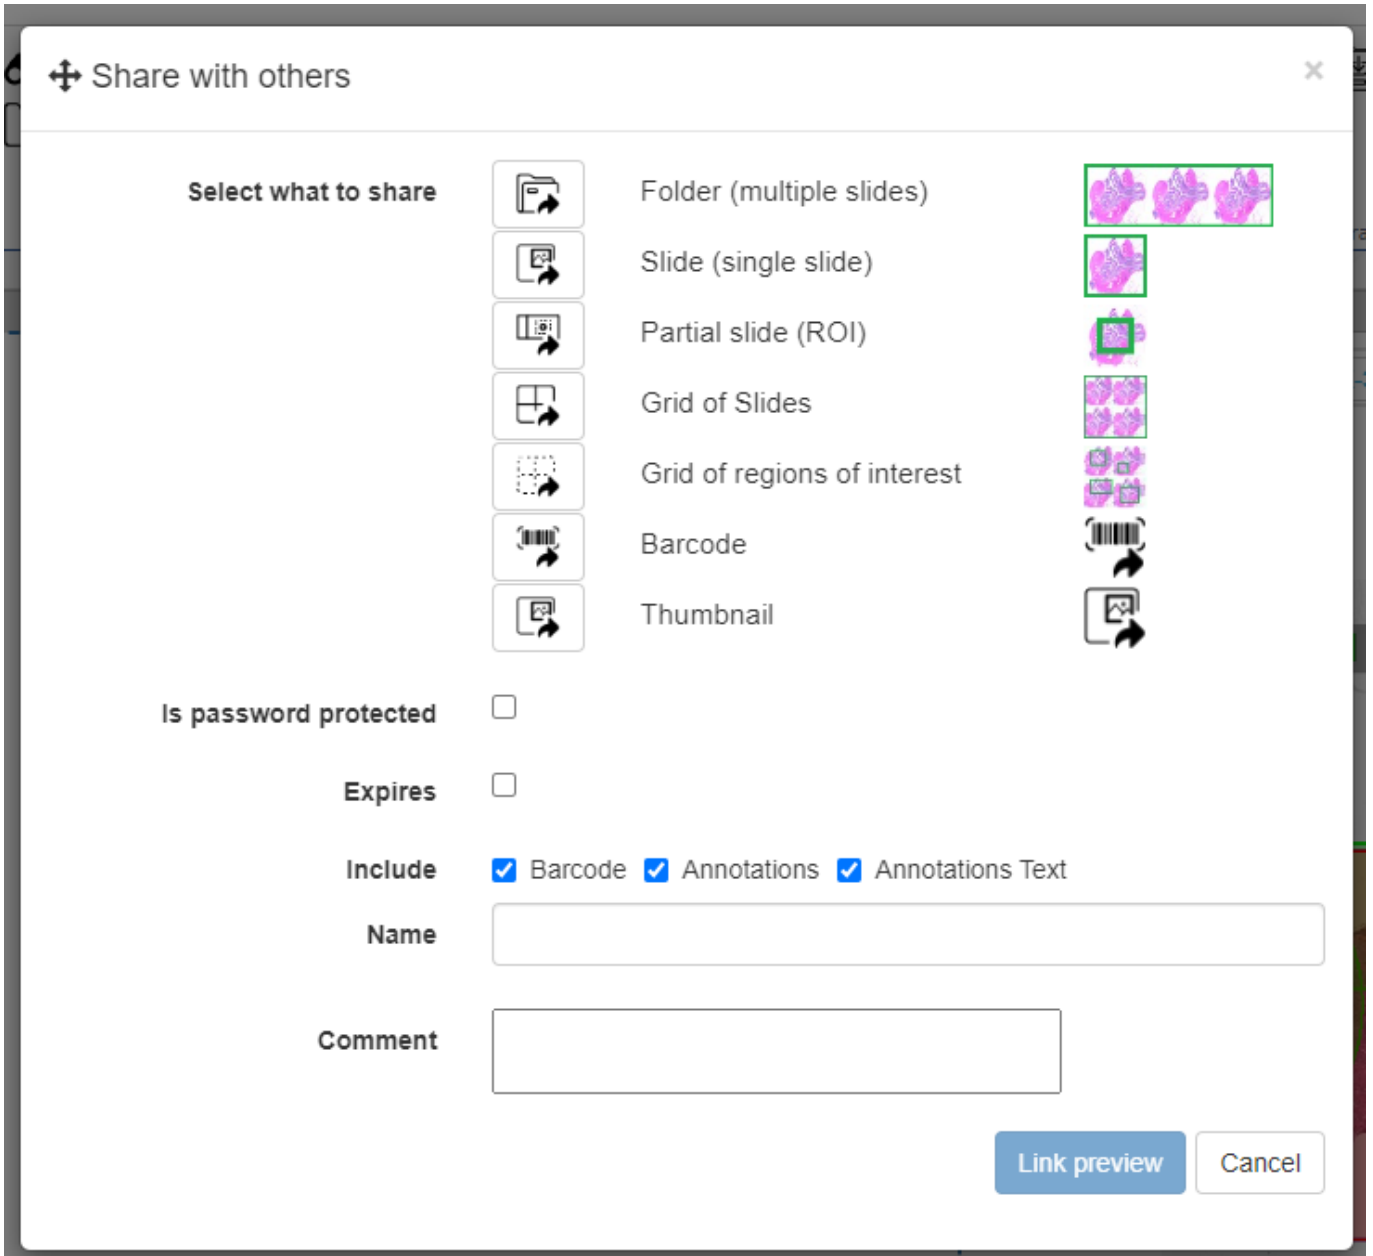 Share with others ×
Select what to share
Folder (multiple slides)
Slide (single slide)
Partial slide (ROI)
Grid of Slides
Grid of regions of interest
Barcode
Thumbnail
Is password protected
Expires
Include Barcode Annotations Annotations Text
Name
Comment
Link preview Cancel